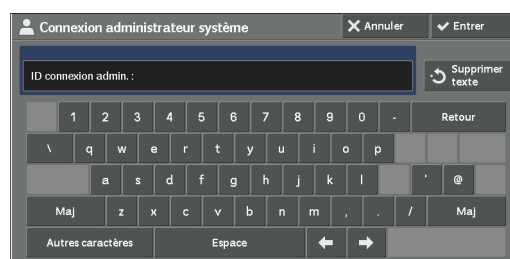 Connexion administrateur système Annuler Entrer
ID connexion admin. : Supprimer texte
1 2 3 4 5 6 7 8 9 0 - Retour
\ q w e r t y u i o p
a s d f g h j k l ' @
Maj z x c v b n m , . / Maj
Autres caractères Espace